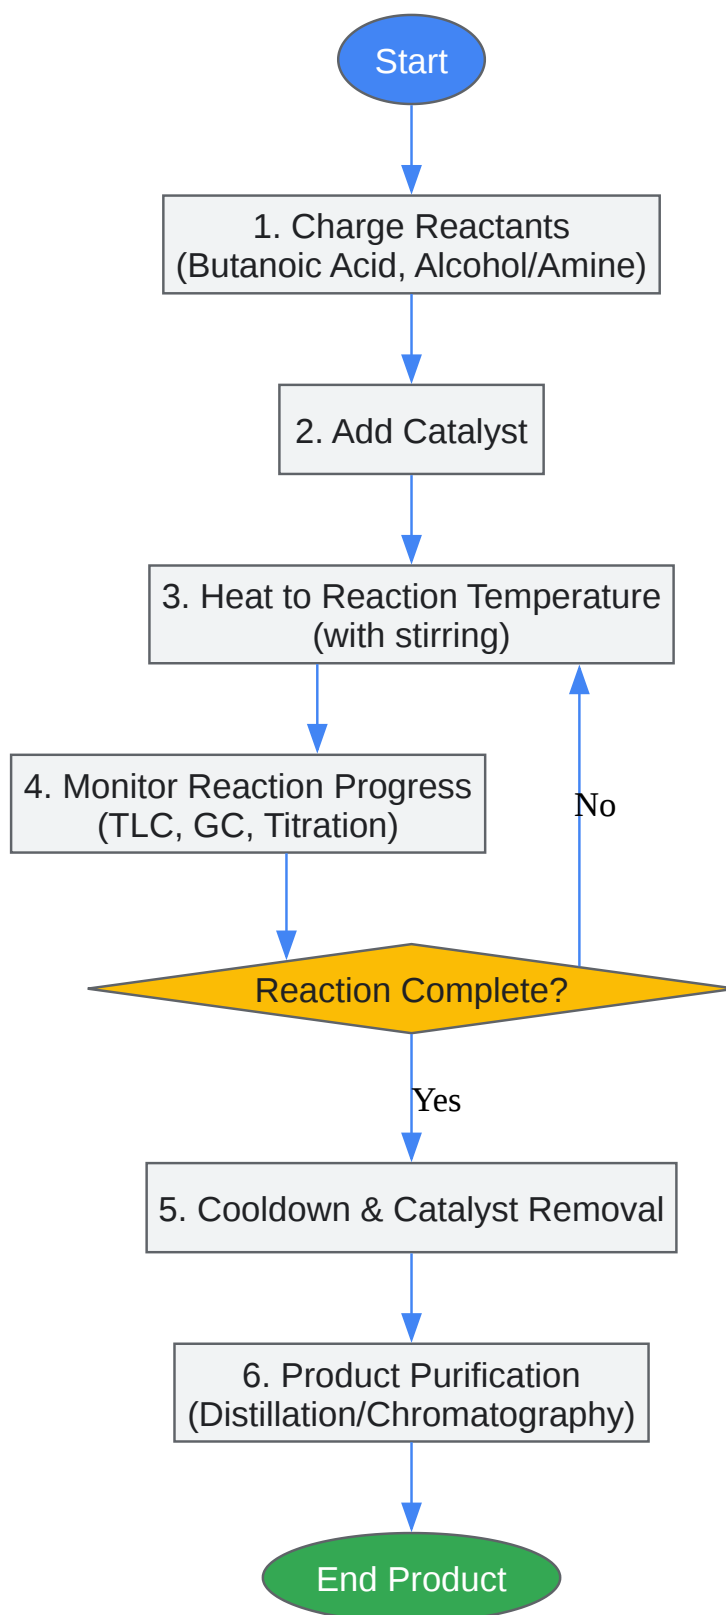 Start
1. Charge Reactants
(Butanoic Acid, Alcohol/Amine)
2. Add Catalyst
3. Heat to Reaction Temperature
(with stirring)
4. Monitor Reaction Progress
(TLC, GC, Titration)
No
Reaction Complete?
Yes
5. Cooldown & Catalyst Removal
6. Product Purification
(Distillation/Chromatography)
End Product